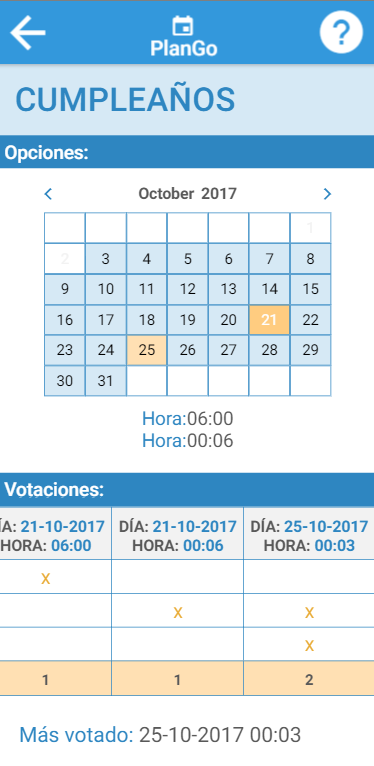 ?
PlanGo
CUMPLEAÑOS
Opciones:
< October 2017 >
1
2 3 4 5 6 7 8
9 10 11 12 13 14 15
16 17 18 19 20 21 22
23 24 25 26 27 28 29
30 31
Hora:06:00
Hora:00:06
Votaciones:
ÍA: 21-10-2017 DÍA: 21-10-2017 DÍA: 25-10-2017
HORA: 06:00 HORA: 00:06 HORA: 00:03
X
X X
X
1 1 2
Más votado: 25-10-2017 00:03